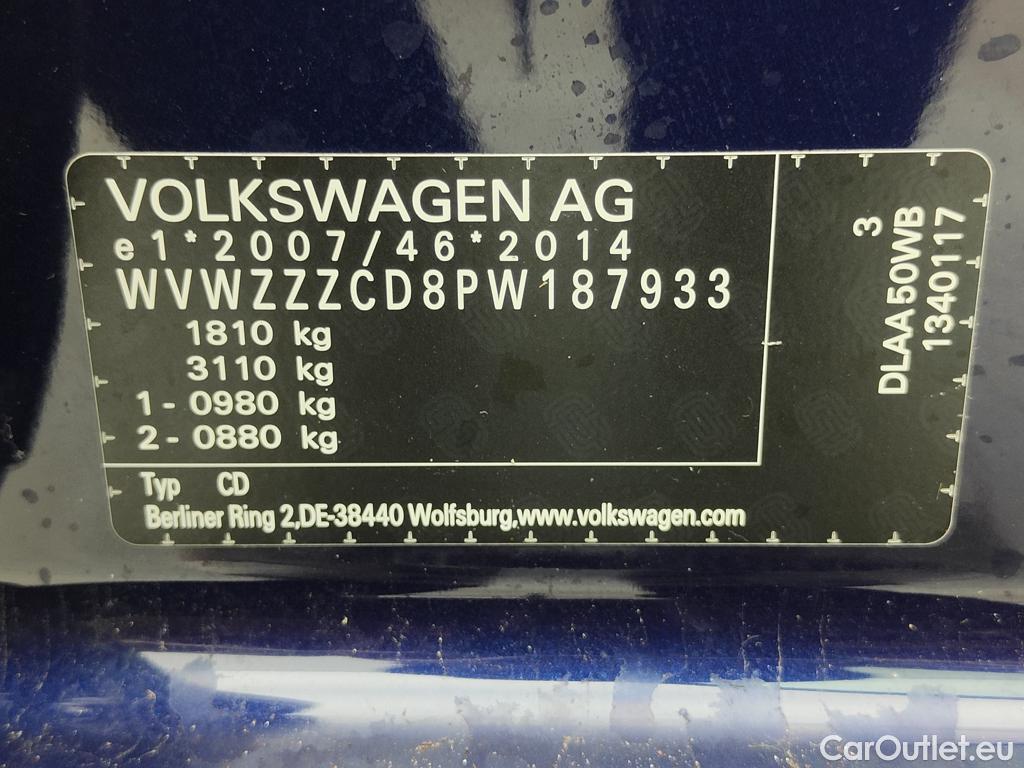 VOLKSWAGEN AG
e1*2007/46*2014
WVWZZZCD8PW187933
1810 kg
3110 kg
1 - 0980 kg
2 - 0880 kg
Typ CD
Berliner Ring 2,DE-38440 Wolfsburg,www.volkswagen.com
3
DLAA 50WB
1340117
CarOutlet.eu